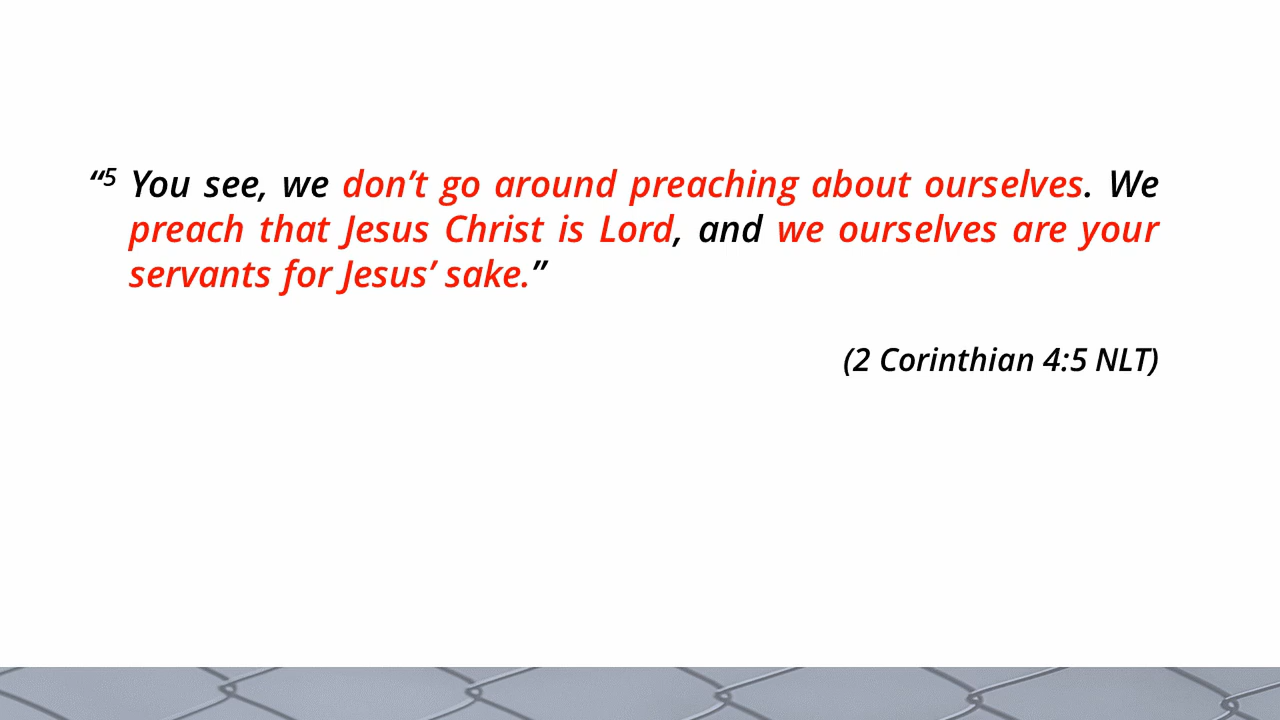 “⁵ You see, we don’t go around preaching about ourselves. We
preach that Jesus Christ is Lord, and we ourselves are your
servants for Jesus’ sake.”
(2 Corinthian 4:5 NLT)